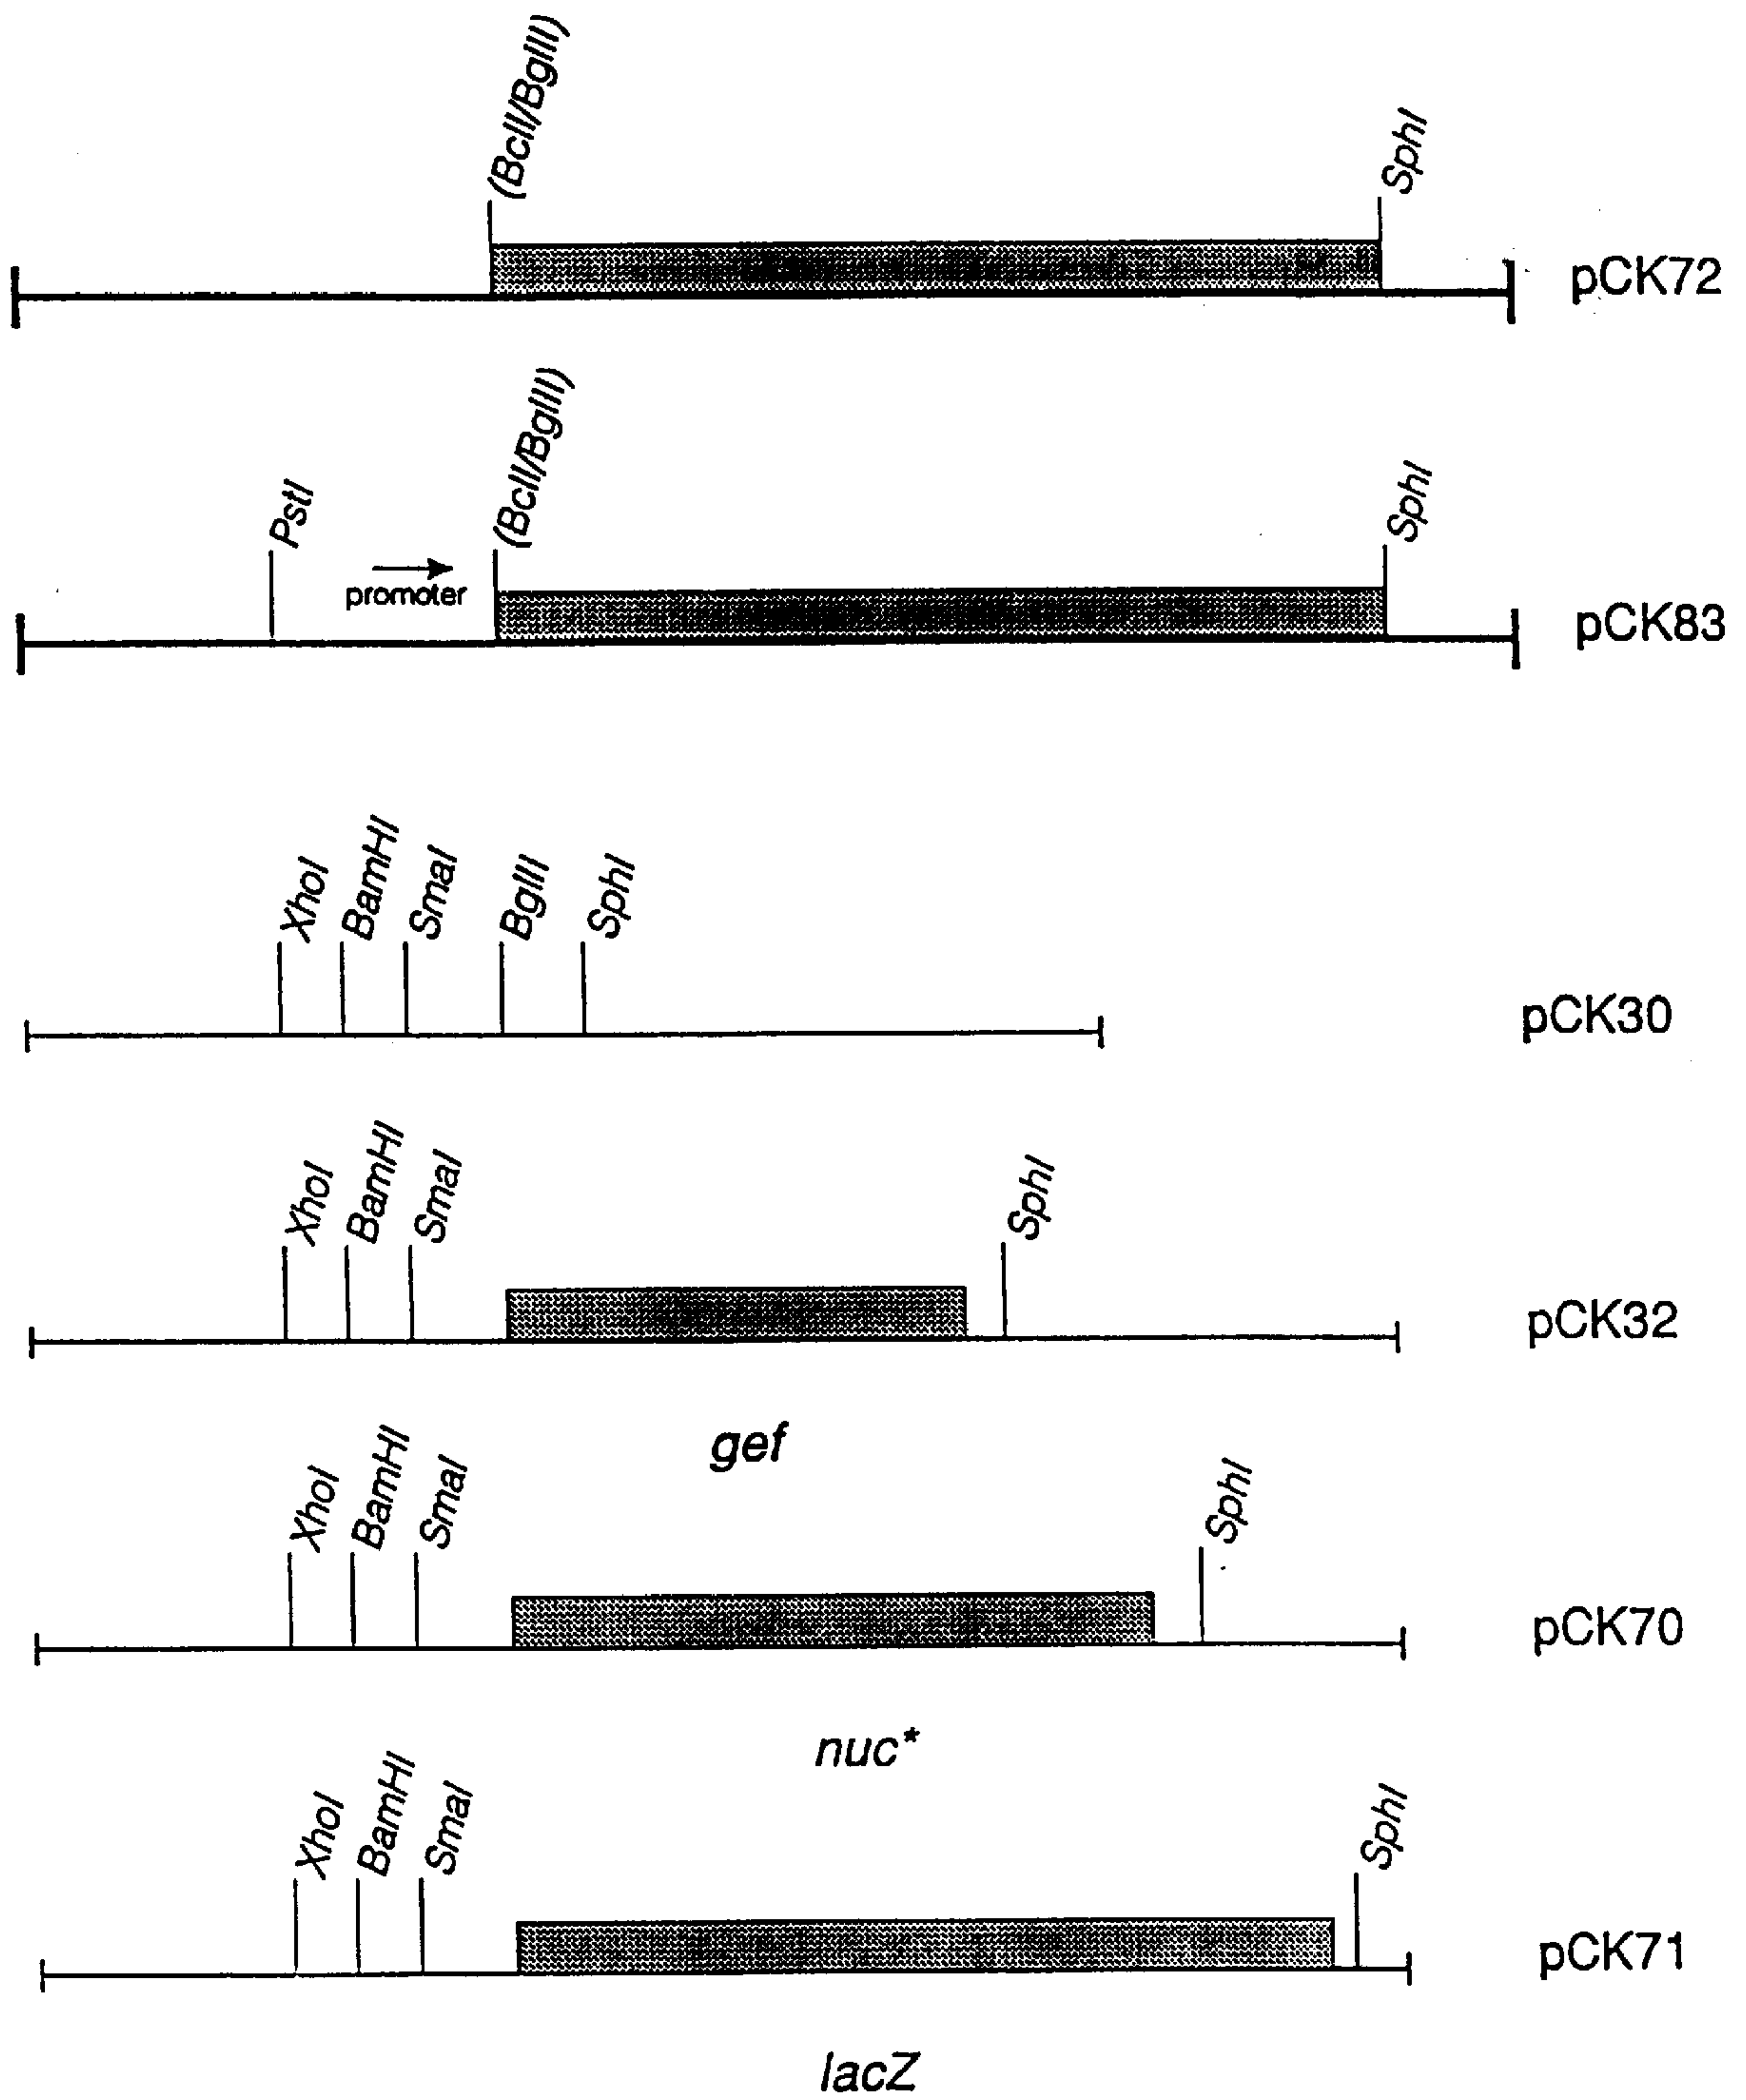 (BclI/BglII)
SphI
pCK72
(BclI/BglII)
SphI
PstI
promoter
pCK83
XhoI
BamHI
SmaI
BglII
SphI
pCK30
XhoI
BamHI
SmaI
SphI
pCK32
gef
XhoI
BamHI
SmaI
SphI
pCK70
nuc*
XhoI
BamHI
SmaI
SphI
pCK71
lacZ